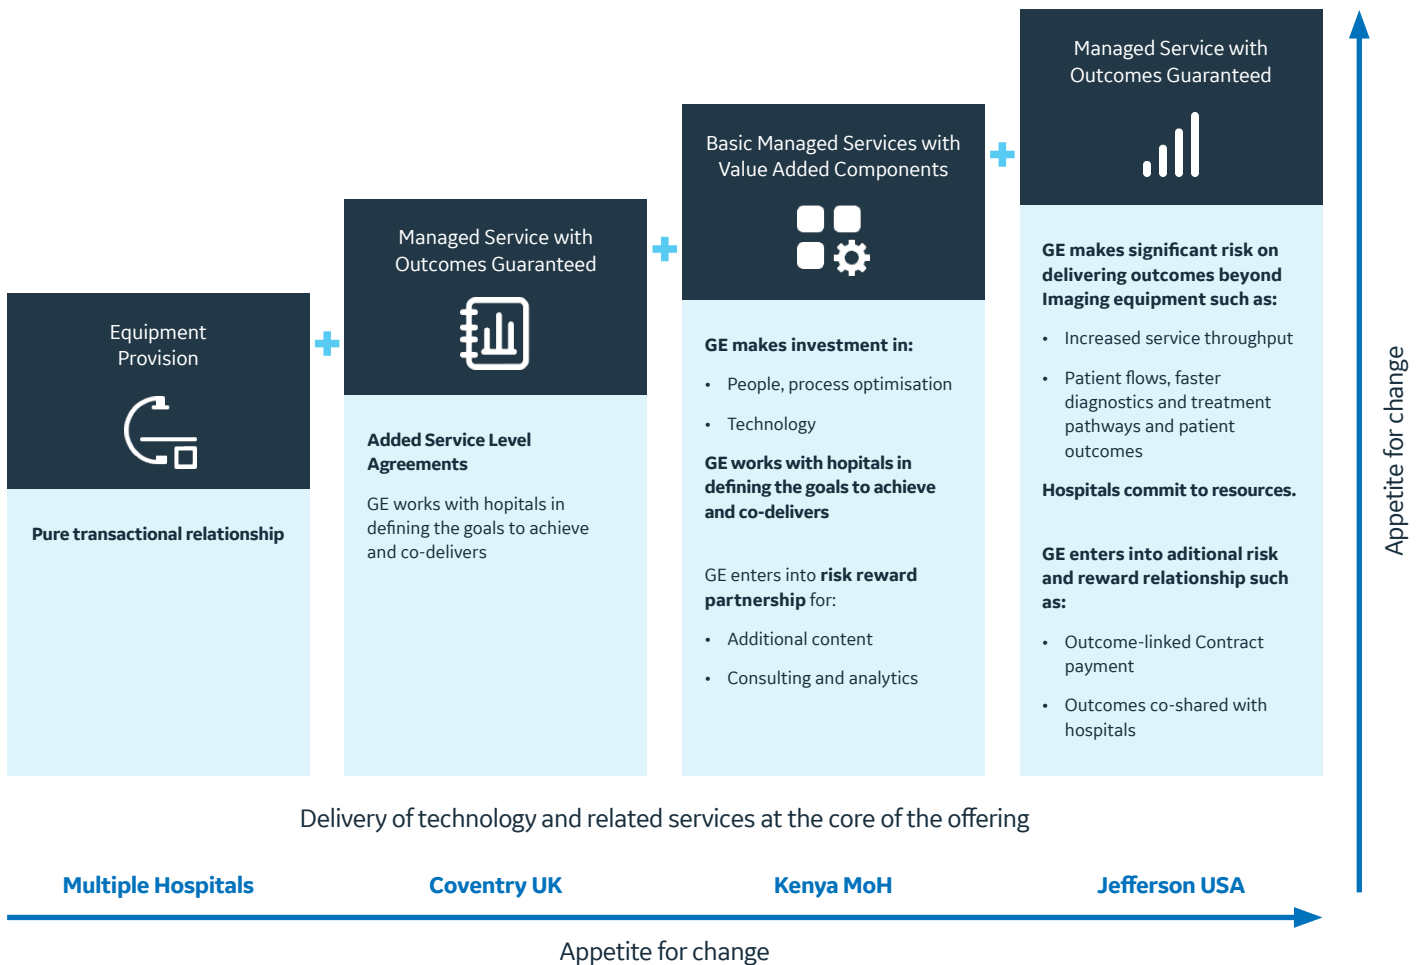 Equipment
Provision
Pure transactional relationship
Managed Service with
Outcomes Guaranteed
Added Service Level
Agreements
GE works with hopitals in
defining the goals to achieve
and co-delivers
Basic Managed Services with
Value Added Components
GE makes investment in:
• People, process optimisation
• Technology
GE works with hopitals in
defining the goals to achieve
and co-delivers
GE enters into risk reward
partnership for:
• Additional content
• Consulting and analytics
Managed Service with
Outcomes Guaranteed
GE makes significant risk on
delivering outcomes beyond
Imaging equipment such as:
• Increased service throughput
• Patient flows, faster
diagnostics and treatment
pathways and patient
outcomes
Hospitals commit to resources.
GE enters into aditional risk
and reward relationship such
as:
• Outcome-linked Contract
payment
• Outcomes co-shared with
hospitals
Appetite for change
Delivery of technology and related services at the core of the offering
Multiple Hospitals
Coventry UK
Kenya MoH
Jefferson USA
Appetite for change